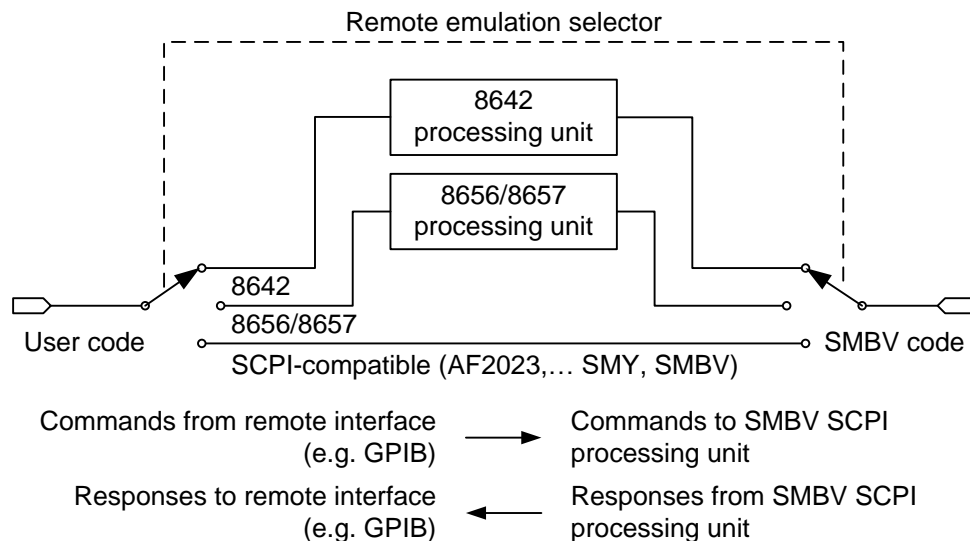 Remote emulation selector
8642
processing unit
8656/8657
processing unit
8642
8656/8657
User code
SMBV code
SCPI-compatible (AF2023,… SMY, SMBV)
Commands from remote interface
(e.g. GPIB)
Commands to SMBV SCPI
processing unit
Responses to remote interface
(e.g. GPIB)
Responses from SMBV SCPI
processing unit